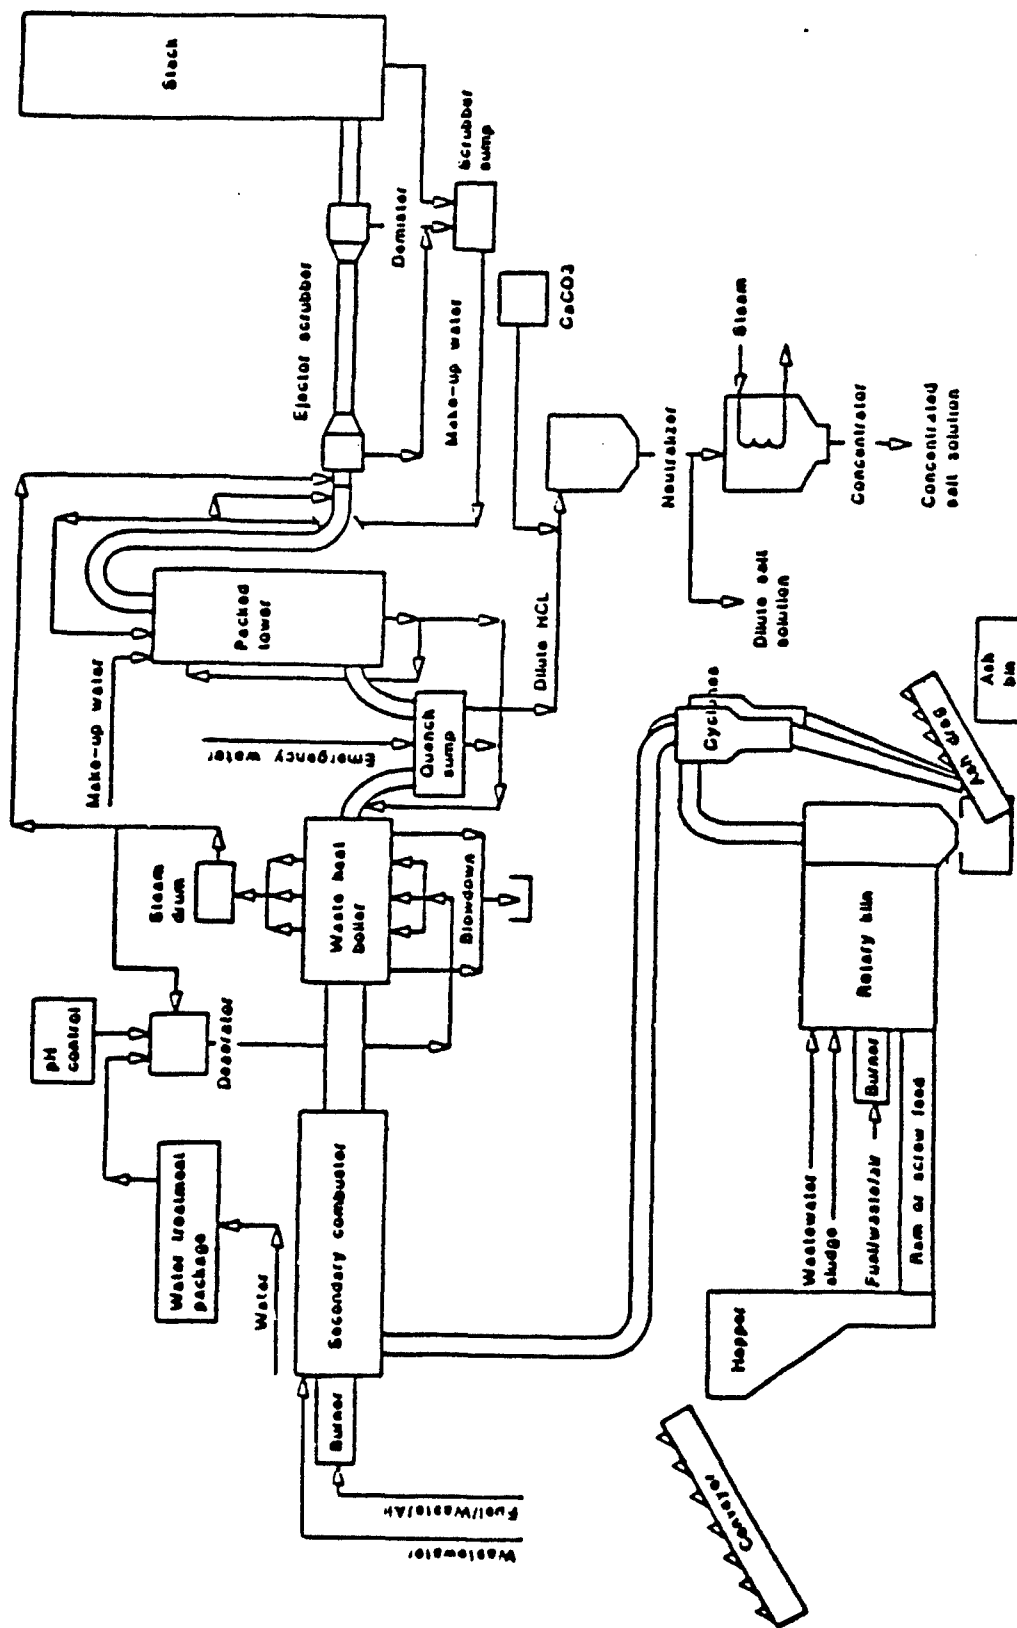 Stack
Scrubber
sump
Demister
Ejector scrubber
Make-up water
CaCO3
Steam
Neutralizer
Concentrator
Concentrated
salt solution
Dilute salt
solution
Dilute HCL
Packed
tower
Make-up water
Emergency water
Quench
sump
Steam
drum
Waste heat
boiler
Blowdown
pH
control
Deaerator
Water treatment
package
Water
Secondary combustor
Burner
Fuel/Waste/Air
Wastewater
Cyclones
Ash drag
Ash
bin
Rotary kiln
Wastewater
sludge
Burner
Fuel/waste/air
Ram or screw feed
Hopper
Conveyor